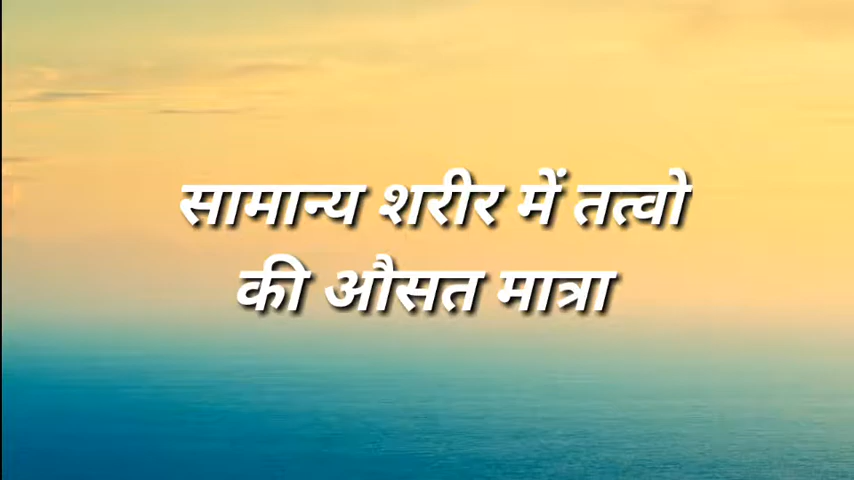 सामान्य शरीर में तत्वो
की औसत मात्रा